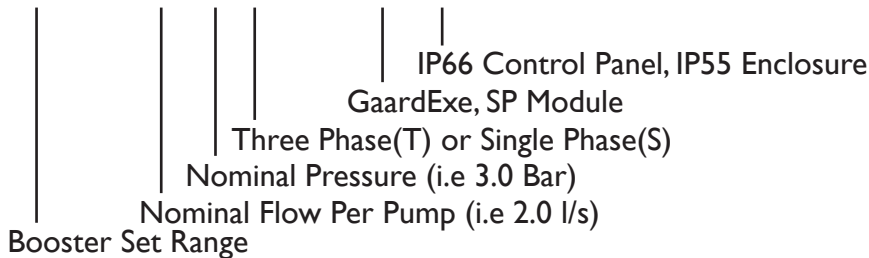 IP66 Control Panel, IP55 Enclosure
GaardExe, SP Module
Three Phase(T) or Single Phase(S)
Nominal Pressure (i.e 3.0 Bar)
Nominal Flow Per Pump (i.e 2.0 l/s)
Booster Set Range